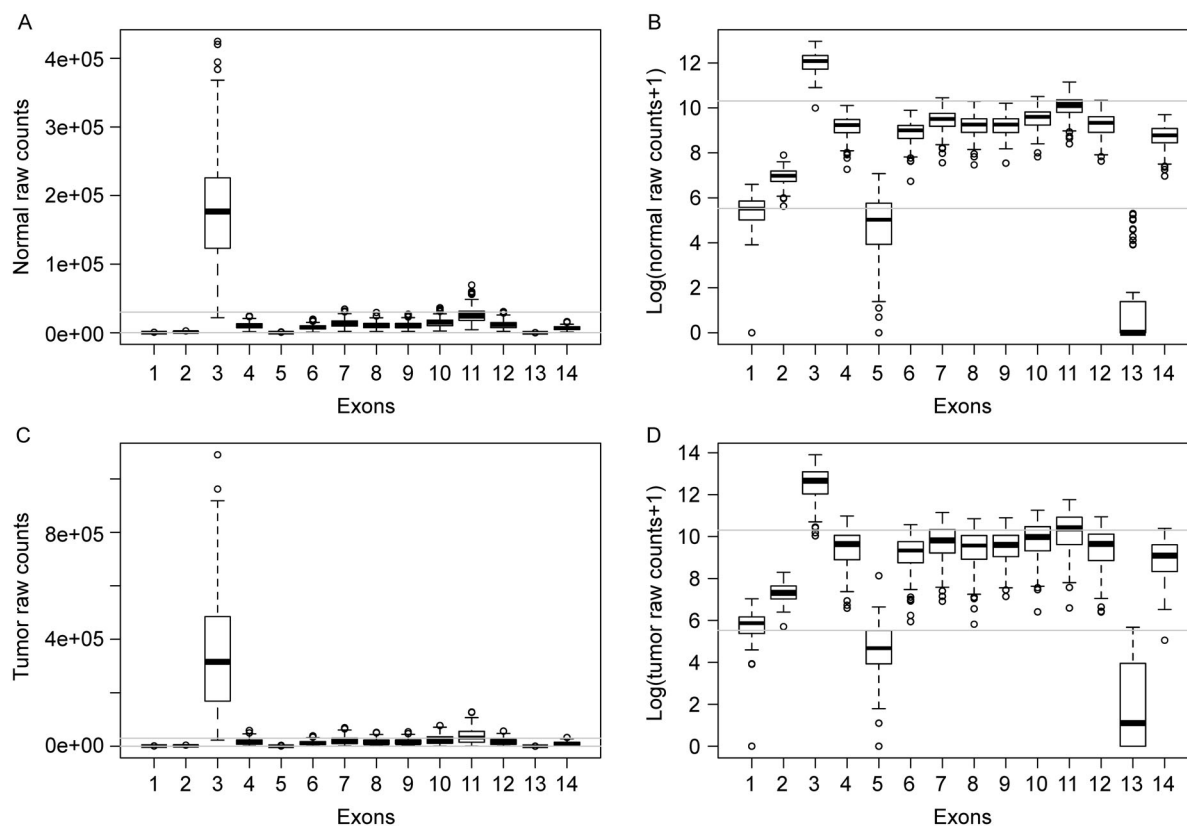 A
Normal raw counts
4e+05
3e+05
2e+05
1e+05
0e+00
1 2 3 4 5 6 7 8 9 10 11 12 13 14
Exons
B
Log(normal raw counts+1)
12
10
8
6
4
2
0
1 2 3 4 5 6 7 8 9 10 11 12 13 14
Exons
C
Tumor raw counts
8e+05
4e+05
0e+00
1 2 3 4 5 6 7 8 9 10 11 12 13 14
Exons
D
Log(tumor raw counts+1)
14
12
10
8
6
4
2
0
1 2 3 4 5 6 7 8 9 10 11 12 13 14
Exons